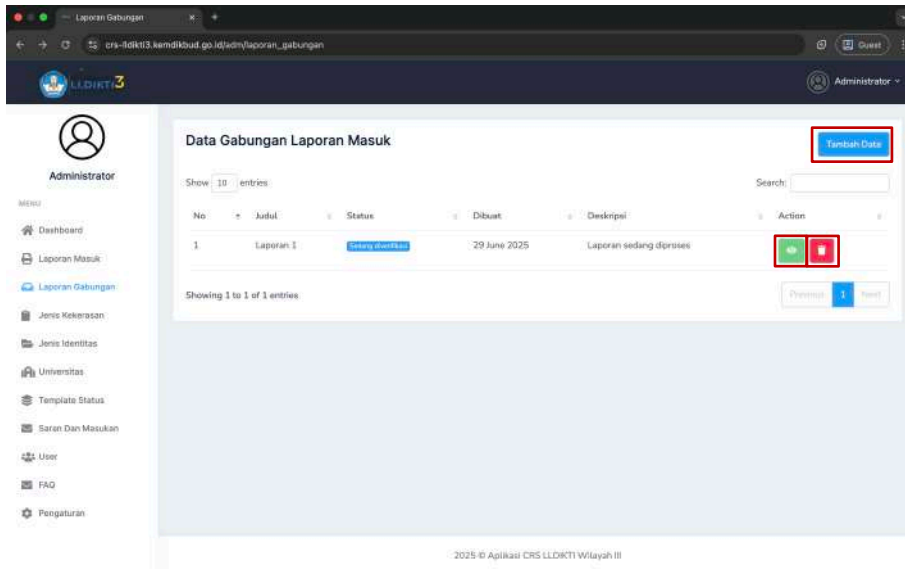 Laporan Gabungan
crs-lldikti3.kemdikbud.go.id/adm/laporan_gabungan
Guest
LLDIKTI3
Administrator
Administrator
MENU
Dashboard
Laporan Masuk
Laporan Gabungan
Jenis Kekerasan
Jenis Identitas
Universitas
Template Status
Saran Dan Masukan
User
FAQ
Pengaturan
Data Gabungan Laporan Masuk
Tambah Data
Show 10 entries
Search:
No Judul Status Dibuat Deskripsi Action
1 Laporan 1 Sedang diverifikasi 29 June 2025 Laporan sedang diproses
Showing 1 to 1 of 1 entries
Previous 1 Next
2025 © Aplikasi CRS LLDIKTI Wilayah III